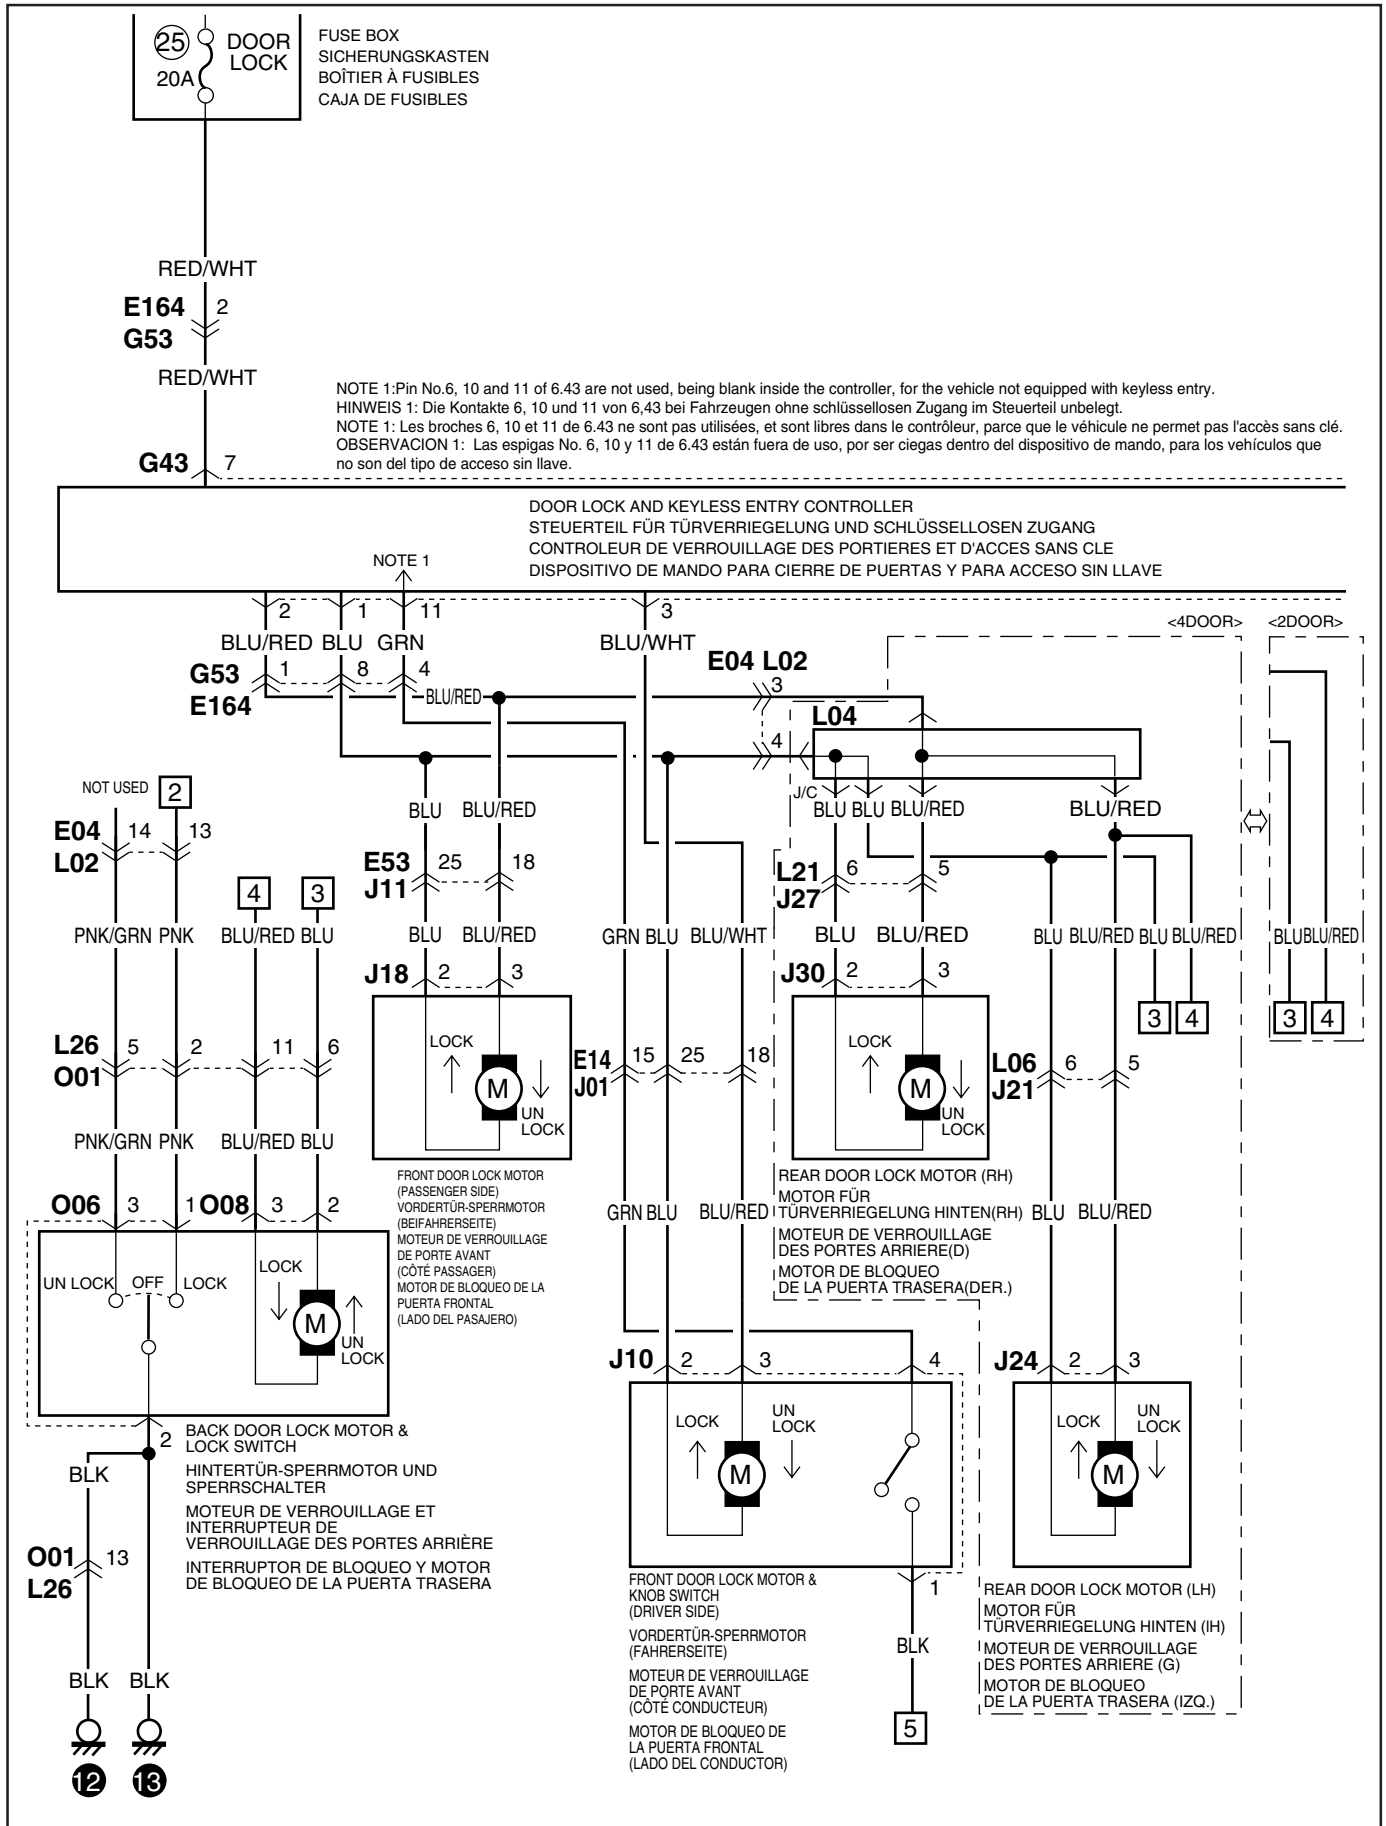 25
20A
DOOR
LOCK
FUSE BOX
SICHERUNGSKASTEN
BOÎTIER À FUSIBLES
CAJA DE FUSIBLES
RED/WHT
E164 2
G53
RED/WHT
NOTE 1:Pin No.6, 10 and 11 of 6.43 are not used, being blank inside the controller, for the vehicle not equipped with keyless entry.
HINWEIS 1: Die Kontakte 6, 10 und 11 von 6,43 bei Fahrzeugen ohne schlüssellosen Zugang im Steuerteil unbelegt.
NOTE 1: Les broches 6, 10 et 11 de 6.43 ne sont pas utilisées, et sont libres dans le contrôleur, parce que le véhicule ne permet pas l'accès sans clé.
OBSERVACION 1: Las espigas No. 6, 10 y 11 de 6.43 están fuera de uso, por ser ciegas dentro del dispositivo de mando, para los vehículos que
no son del tipo de acceso sin llave.
G43 7
DOOR LOCK AND KEYLESS ENTRY CONTROLLER
STEUERTEIL FÜR TÜRVERRIEGELUNG UND SCHLÜSSELLOSEN ZUGANG
CONTROLEUR DE VERROUILLAGE DES PORTIERES ET D'ACCES SANS CLE
DISPOSITIVO DE MANDO PARA CIERRE DE PUERTAS Y PARA ACCESO SIN LLAVE
NOTE 1
2 1 11 3
<4DOOR> <2DOOR>
BLU/RED BLU GRN BLU/WHT
G53 1 8 4
E164
BLU/RED
E04 L02
3
4
L04
J/C
BLU BLU BLU/RED BLU/RED
NOT USED 2
E04 14 13
L02
BLU BLU/RED
E53 25 18
J11
L21 6 5
J27
4 3
PNK/GRN PNK BLU/RED BLU
BLU BLU/RED
GRN BLU BLU/WHT
BLU BLU/RED
BLU BLU/RED BLU BLU/RED
BLU BLU/RED
J18 2 3
J30 2 3
3 4
3 4
L26 5 2 11 6
O01
LOCK
M
UN
LOCK
E14 15 25 18
J01
LOCK
M
UN
LOCK
L06 6 5
J21
PNK/GRN PNK BLU/RED BLU
FRONT DOOR LOCK MOTOR
(PASSENGER SIDE)
VORDERTÜR-SPERRMOTOR
(BEIFAHRERSEITE)
MOTEUR DE VERROUILLAGE
DE PORTE AVANT
(CÔTÉ PASSAGER)
MOTOR DE BLOQUEO DE LA
PUERTA FRONTAL
(LADO DEL PASAJERO)
REAR DOOR LOCK MOTOR (RH)
MOTOR FÜR
TÜRVERRIEGELUNG HINTEN(RH)
MOTEUR DE VERROUILLAGE
DES PORTES ARRIERE(D)
MOTOR DE BLOQUEO
DE LA PUERTA TRASERA(DER.)
GRN BLU BLU/RED
BLU BLU/RED
O06 3 1 O08 3 2
UN LOCK OFF LOCK
LOCK
M
UN
LOCK
2
BACK DOOR LOCK MOTOR &
LOCK SWITCH
HINTERTÜR-SPERRMOTOR UND
SPERRSCHALTER
MOTEUR DE VERROUILLAGE ET
INTERRUPTEUR DE
VERROUILLAGE DES PORTES ARRIÈRE
INTERRUPTOR DE BLOQUEO Y MOTOR
DE BLOQUEO DE LA PUERTA TRASERA
BLK
O01 13
L26
BLK BLK
12 13
J10 2 3 4
LOCK
M
UN
LOCK
1
FRONT DOOR LOCK MOTOR &
KNOB SWITCH
(DRIVER SIDE)
VORDERTÜR-SPERRMOTOR
(FAHRERSEITE)
MOTEUR DE VERROUILLAGE
DE PORTE AVANT
(CÔTÉ CONDUCTEUR)
MOTOR DE BLOQUEO DE
LA PUERTA FRONTAL
(LADO DEL CONDUCTOR)
BLK
5
J24 2 3
LOCK
M
UN
LOCK
REAR DOOR LOCK MOTOR (LH)
MOTOR FÜR
TÜRVERRIEGELUNG HINTEN (IH)
MOTEUR DE VERROUILLAGE
DES PORTES ARRIERE (G)
MOTOR DE BLOQUEO
DE LA PUERTA TRASERA (IZQ.)